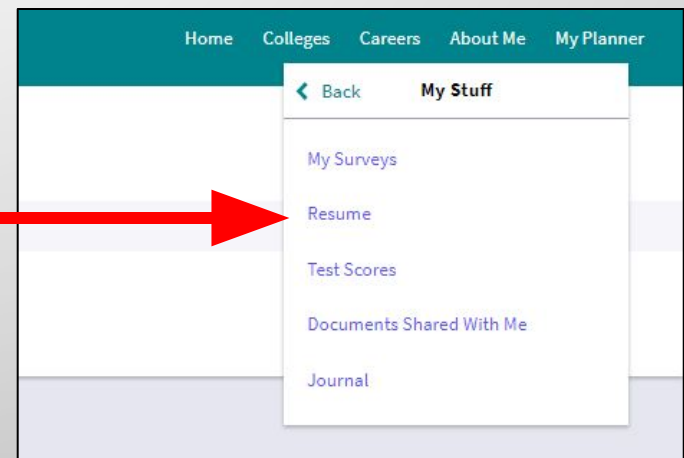 Home Colleges Careers About Me My Planner
Back My Stuff
My Surveys
Resume
Test Scores
Documents Shared With Me
Journal